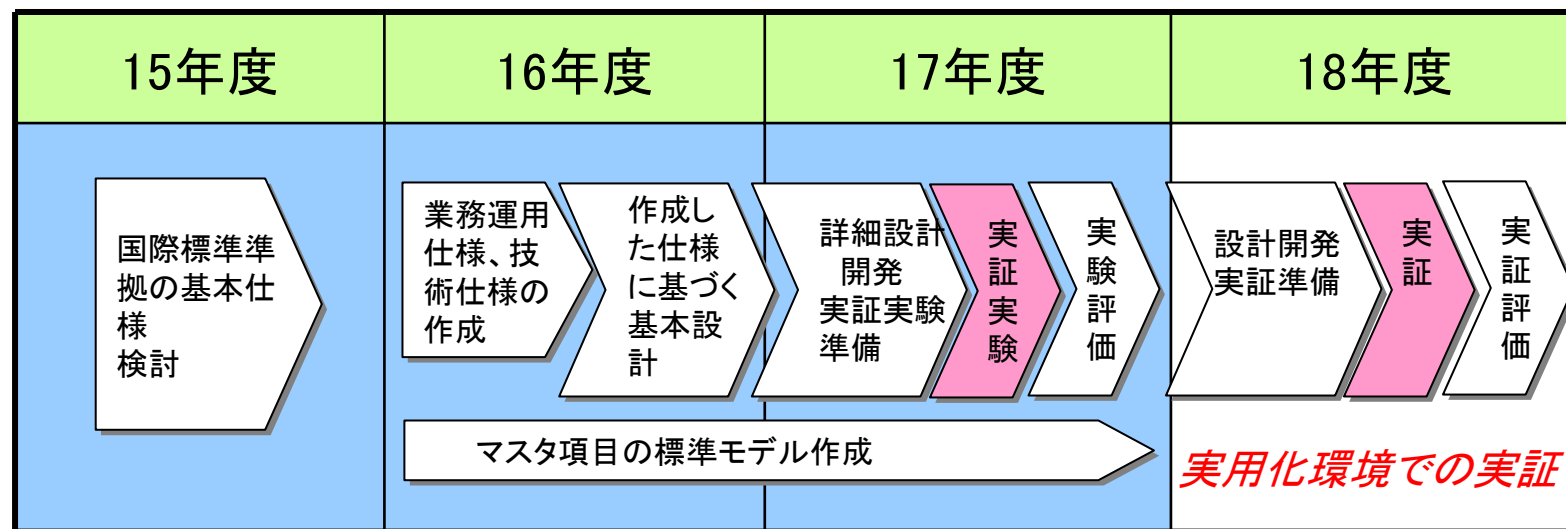 15年度
16年度
17年度
18年度
国際標準準
拠の基本仕
様
検討
業務運用
仕様、技
術仕様の
作成
作成し
た仕様
に基づく
基本設
計
詳細設計
開発
実証実験
準備
実証実験
実験評価
設計開発
実証準備
実証
実証評価
マスタ項目の標準モデル作成
実用化環境での実証